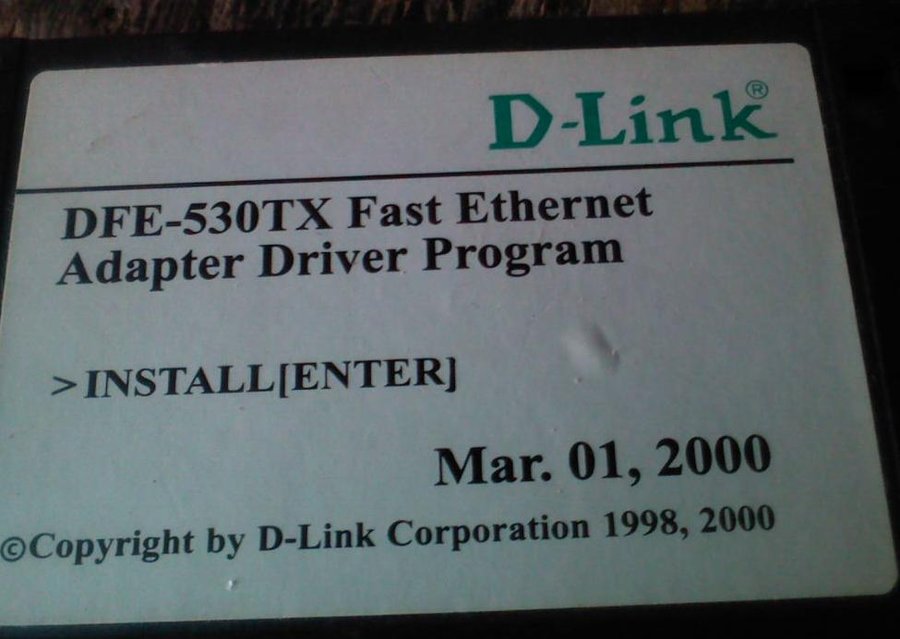 D-Link®
DFE-530TX Fast Ethernet
Adapter Driver Program
>INSTALL[ENTER]
Mar. 01, 2000
©Copyright by D-Link Corporation 1998, 2000